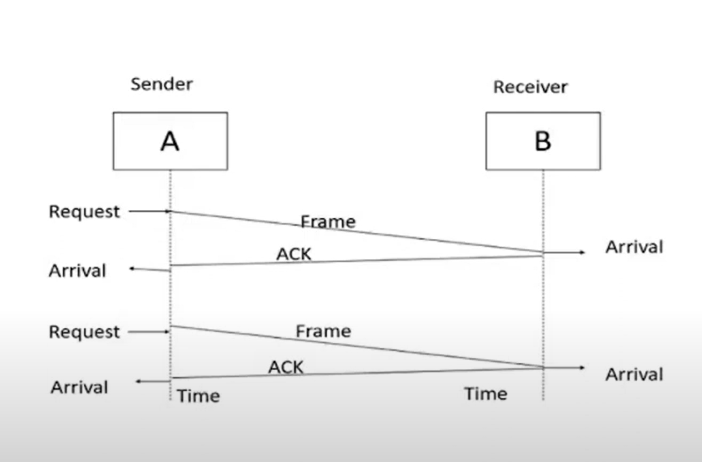 Sender
Receiver
A
B
Request
Frame
Arrival
ACK
Arrival
Request
Frame
ACK
Arrival
Arrival
Time
Time